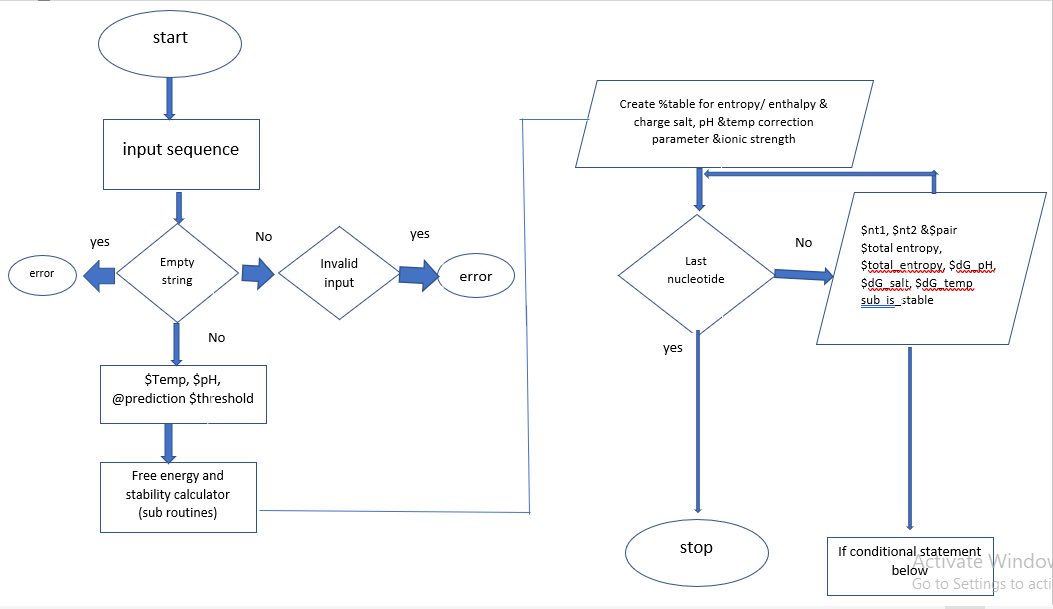 start
input sequence
yes
error
Empty
string
No
Invalid
input
yes
error
No
$Temp, $pH,
@prediction $threshold
Free energy and
stability calculator
(sub routines)
Create %table for entropy/ enthalpy &
charge salt, pH &temp correction
parameter &ionic strength
Last
nucleotide
No
$nt1, $nt2 &$pair
$total entropy,
$total_entropy, $dG_pH,
$dG_salt, $dG_temp
sub is_stable
yes
stop
If conditional statement
below
Activate Window
Go to Settings to acti